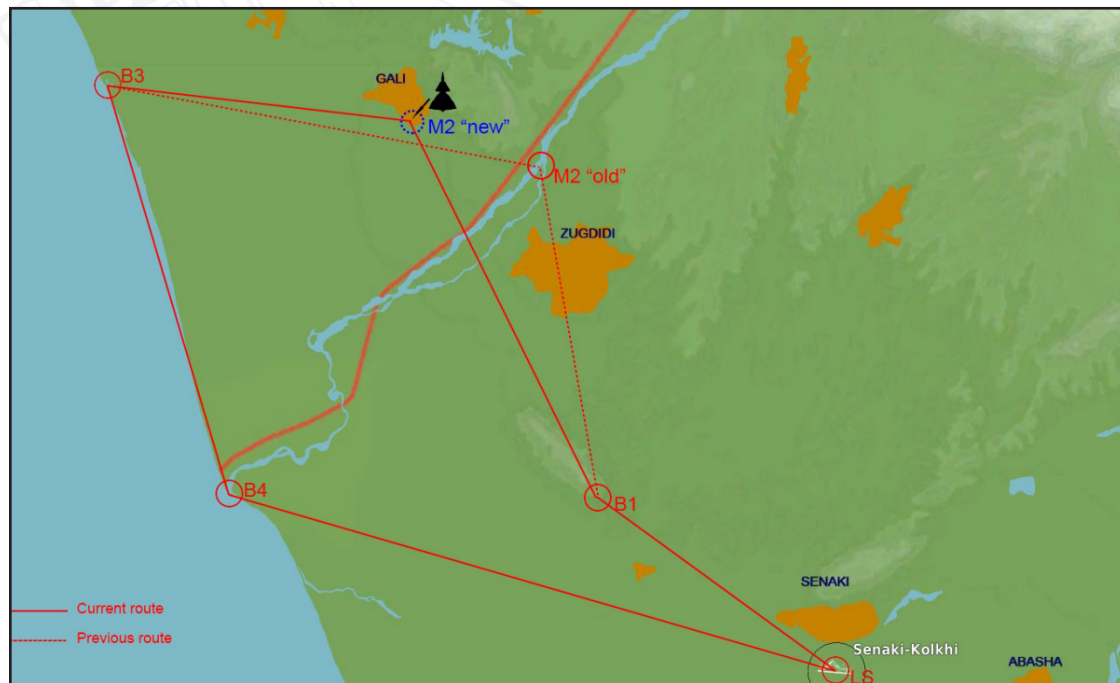 B3
GALI
M2 “new”
M2 “old”
ZUGDIDI
B4
B1
SENAKI
Current route
Previous route
Senaki-Kolkhi
LS
ABASHA